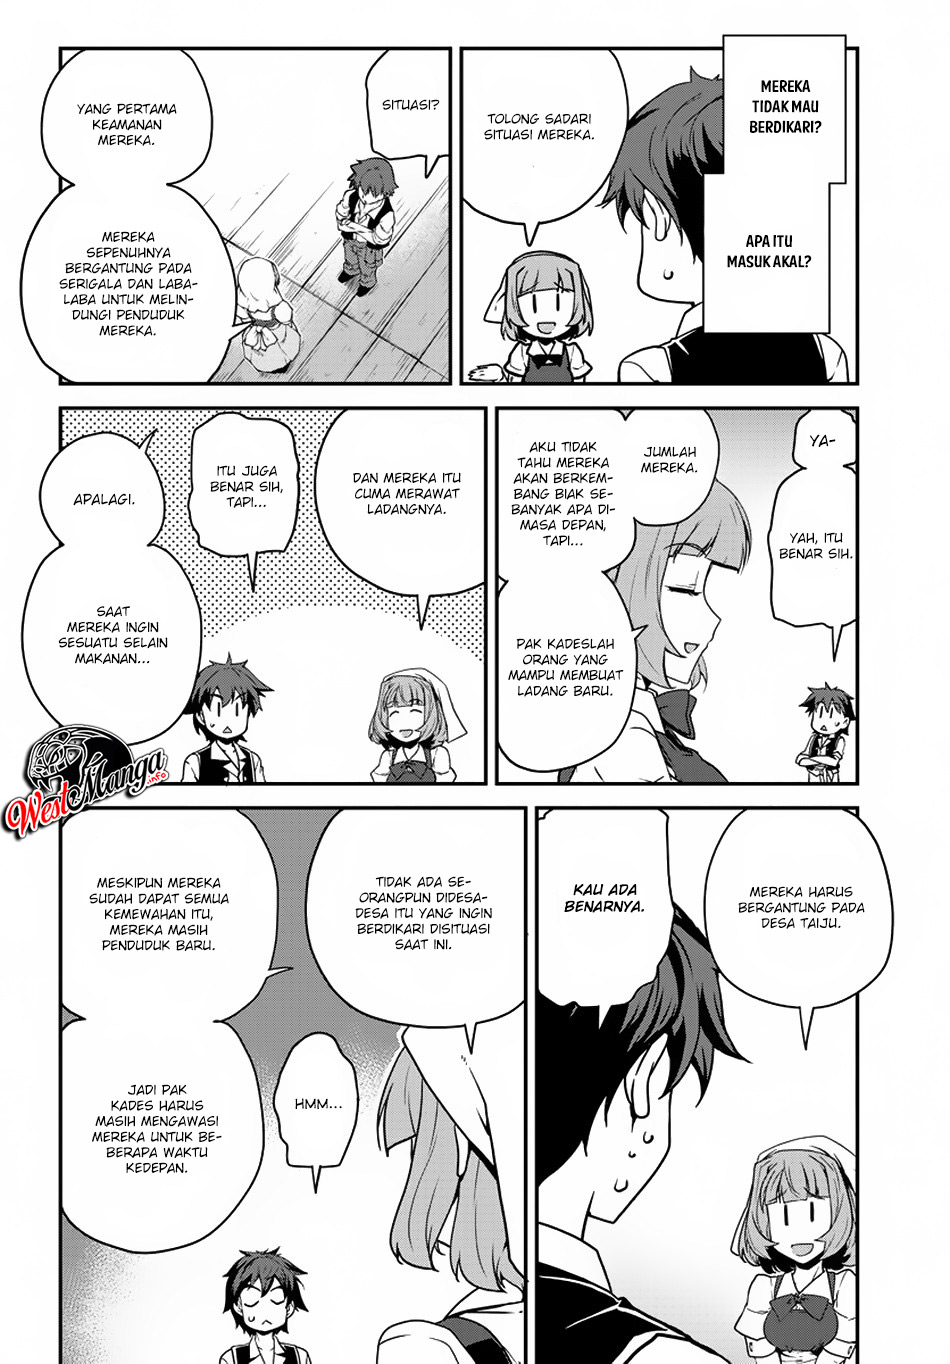 MEREKA
TIDAK MAU
BERDIKARI?
APA ITU
MASUK AKAL?
TOLONG SADARI
SITUASI MEREKA.
SITUASI?
YANG PERTAMA
KEAMANAN
MEREKA.
MEREKA
SEPENUHNYA
BERGANTUNG PADA
SERIGALA DAN LABA-
LABA UNTUK MELIN-
DUNGI PENDUDUK
MEREKA.
YA-
YAH, ITU
BENAR SIH.
JUMLAH
MEREKA.
AKU TIDAK
TAHU MEREKA
AKAN BERKEM-
BANG BIAK SE-
BANYAK APA DI-
MASA DEPAN,
TAPI...
PAK KADESLAH
ORANG YANG
MAMPU MEMBUAT
LADANG BARU.
DAN MEREKA ITU
CUMA MERAWAT
LADANGNYA.
ITU JUGA
BENAR SIH,
TAPI...
APALAGI.
SAAT
MEREKA INGIN
SESUATU SELAIN
MAKANAN...
WestManga
.info
MEREKA HARUS
BERGANTUNG PADA
DESA TAIJU.
KAU ADA
BENARNYA.
TIDAK ADA SE-
ORANGPUN DIDESA-
DESA ITU YANG INGIN
BERDIKARI DISITUASI
SAAT INI.
MESKIPUN MEREKA
SUDAH DAPAT SEMUA
KEMEWAHAN ITU,
MEREKA MASIH
PENDUDUK BARU.
HMM...
JADI PAK
KADES HARUS
MASIH MENGAWASI
MEREKA UNTUK BE-
BERAPA WAKTU
KEDEPAN.